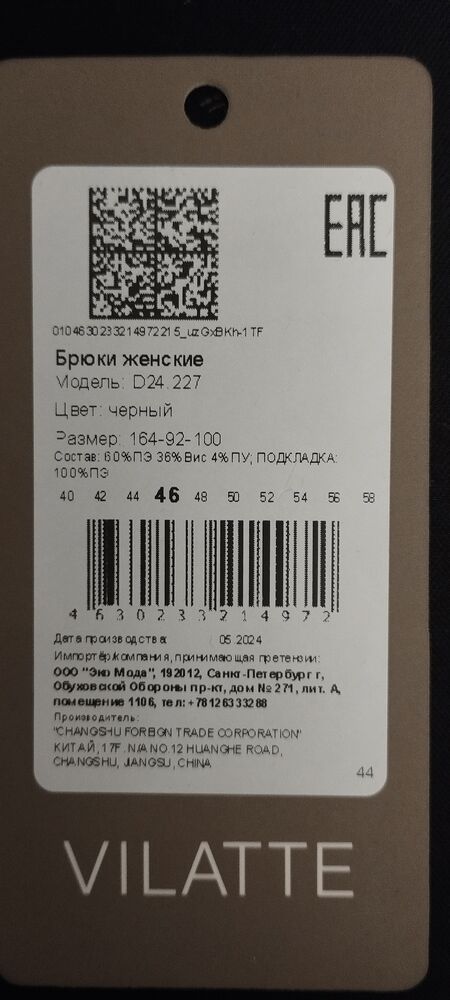 EAC
0104630233214972215_uzGxBKh-1TF
Брюки женские
Модель: D24.227
Цвет: черный
Размер: 164-92-100
Состав: 60%ПЭ 36%Вис 4%ПУ; ПОДКЛАДКА:
100%ПЭ
40 42 44 46 48 50 52 54 56 58
4 630233 214972
Дата производства: 05.2024
Импортёр/компания, принимающая претензии:
ООО "Эко Мода", 192012, Санкт-Петербург г,
Обуховской Обороны пр-кт, дом № 271, лит. А,
помещение 1106, тел: +78126333288
Производитель:
"CHANGSHU FOREIGN TRADE CORPORATION"
КИТАЙ, 17F. N/A NO.12 HUANGHE ROAD,
CHANGSHU, JIANGSU, CHINA
44
VILATTE